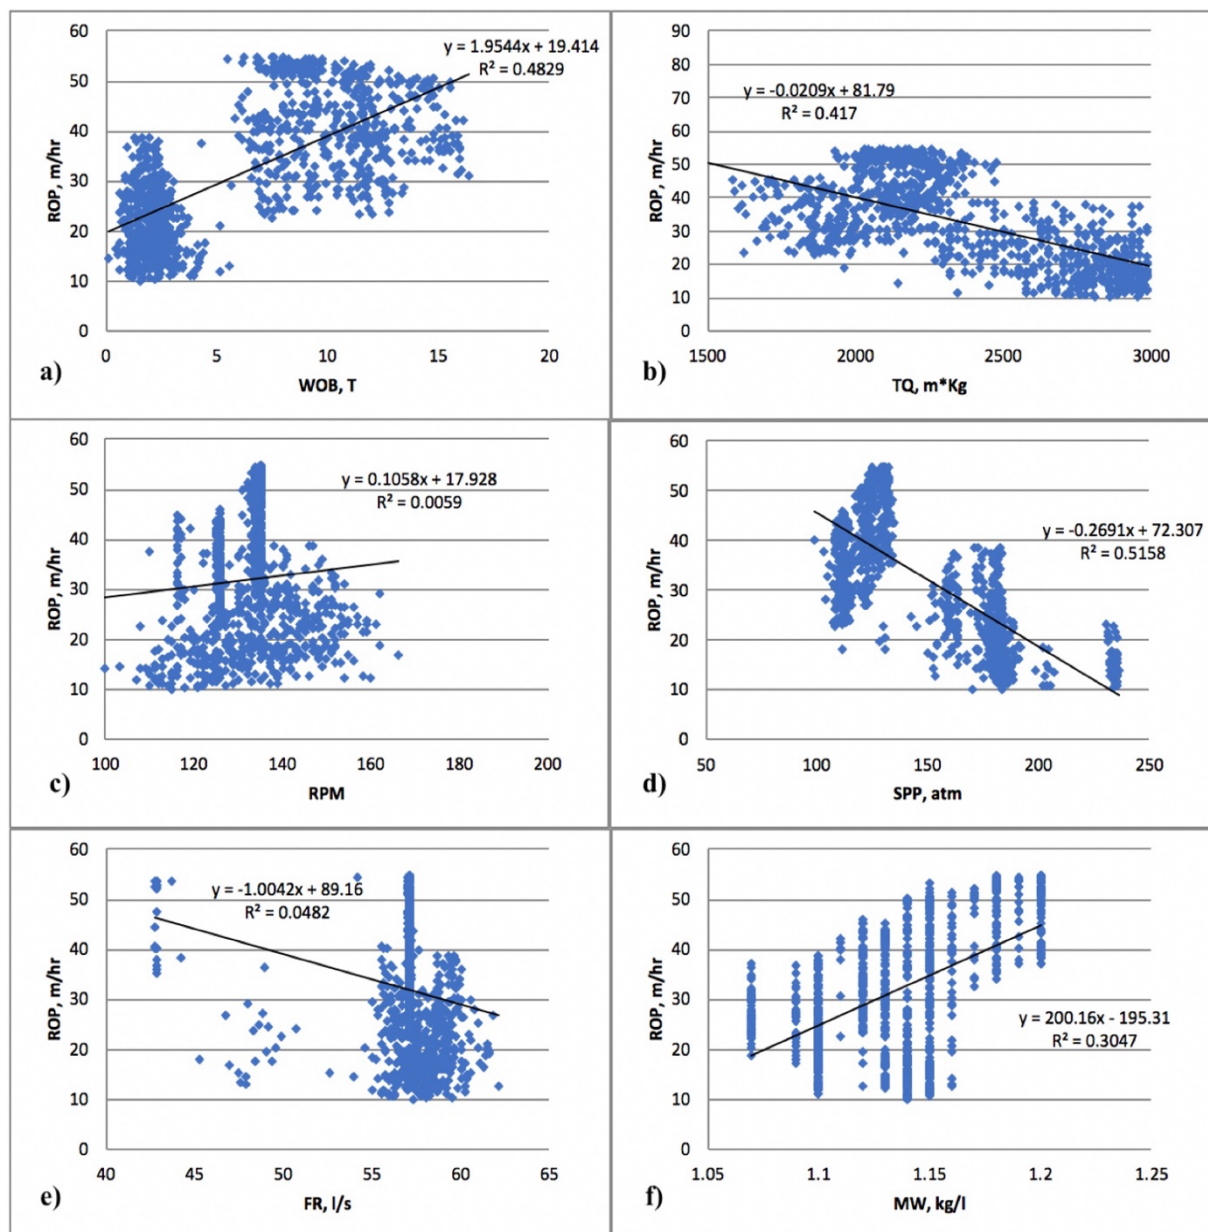 60
50
40
30
20
10
0
ROP, m/hr
y = 1.9544x + 19.414
R² = 0.4829
0 5 10 15 20
WOB, T
a)
90
80
70
60
50
40
30
20
10
0
ROP, m/hr
y = -0.0209x + 81.79
R² = 0.417
1500 2000 2500 3000
TQ, m*Kg
b)
60
50
40
30
20
10
0
ROP, m/hr
y = 0.1058x + 17.928
R² = 0.0059
100 120 140 160 180 200
RPM
c)
60
50
40
30
20
10
0
ROP, m/hr
y = -0.2691x + 72.307
R² = 0.5158
50 100 150 200 250
SPP, atm
d)
60
50
40
30
20
10
0
ROP, m/hr
y = -1.0042x + 89.16
R² = 0.0482
40 45 50 55 60 65
FR, l/s
e)
60
50
40
30
20
10
0
ROP, m/hr
y = 200.16x - 195.31
R² = 0.3047
1.05 1.1 1.15 1.2 1.25
MW, kg/l
f)